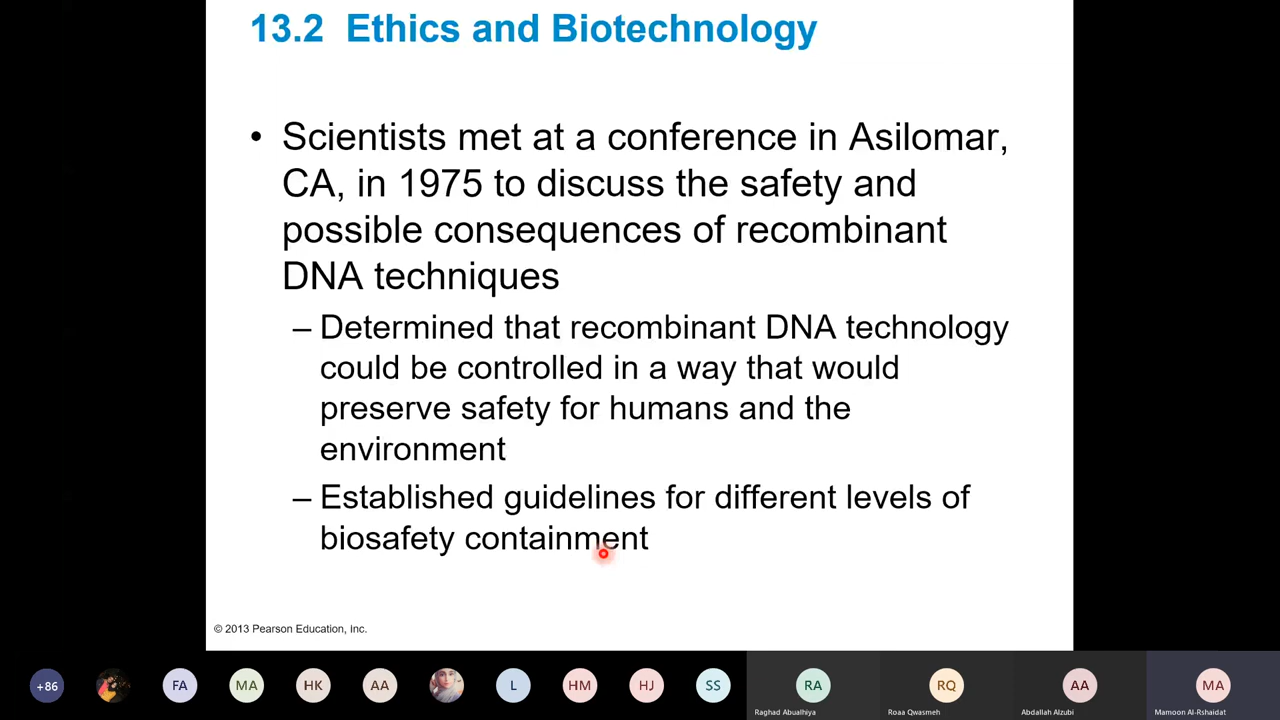 13.2 Ethics and Biotechnology
• Scientists met at a conference in Asilomar,
CA, in 1975 to discuss the safety and
possible consequences of recombinant
DNA techniques
– Determined that recombinant DNA technology
could be controlled in a way that would
preserve safety for humans and the
environment
– Established guidelines for different levels of
biosafety containment
© 2013 Pearson Education, Inc.
+86 FA MA HK AA L HM HJ SS RA RQ AA MA
Raghad Abualhiya Roaa Qwasmeh Abdallah Alzubi Mamoon Al-Rshaidat